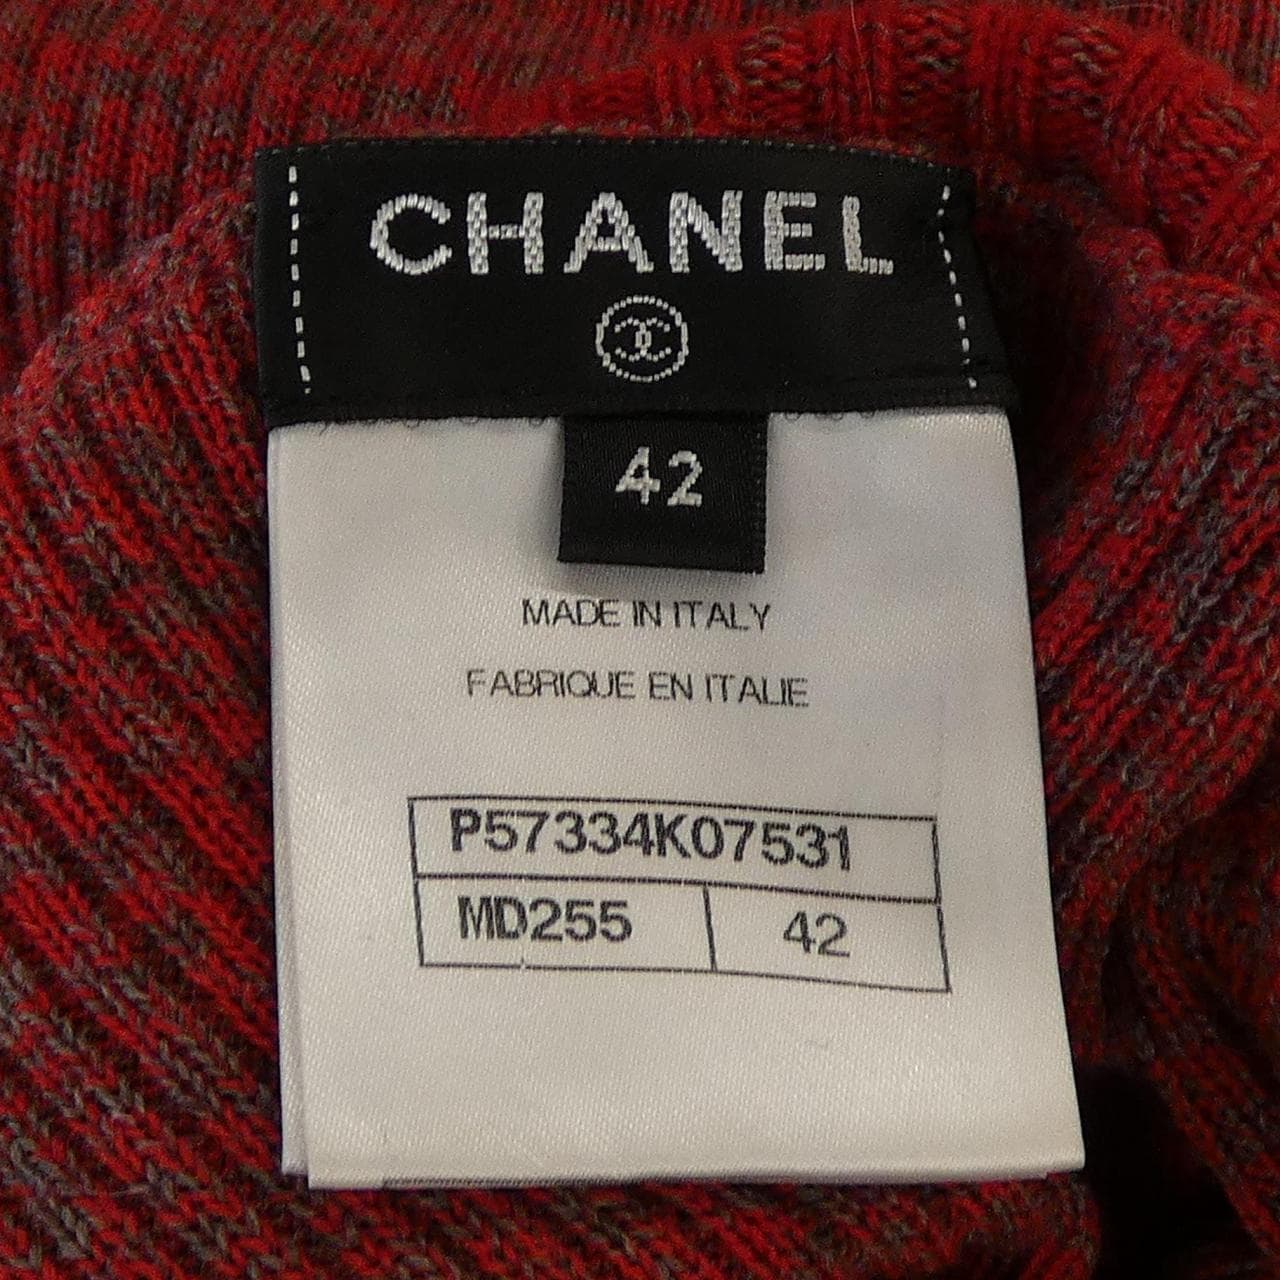 CHANEL
42
MADE IN ITALY
FABRIQUE EN ITALIE
P57334K07531
MD255 42